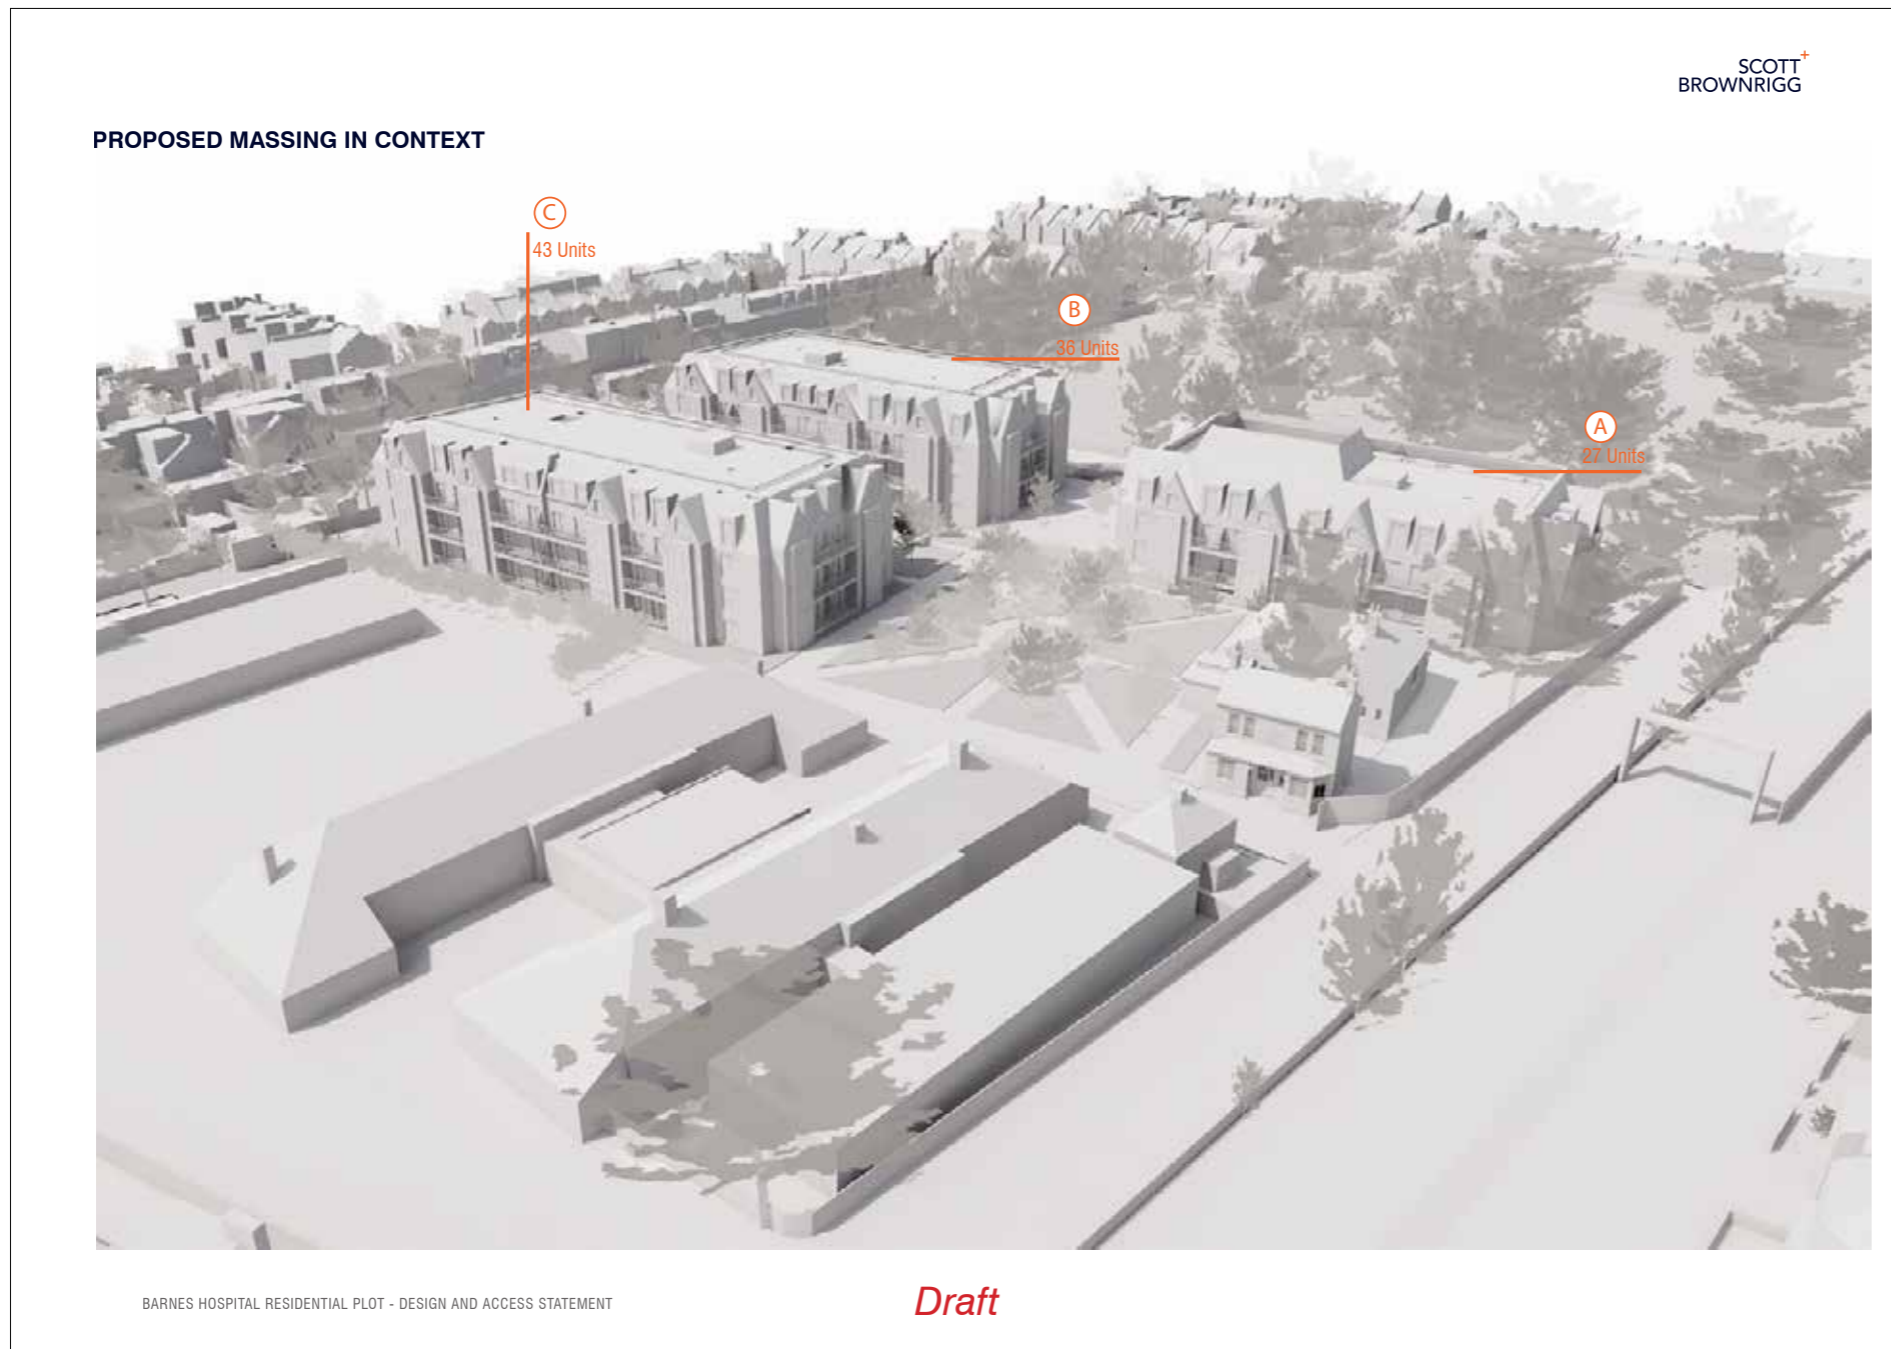 SCOTT+
BROWNRIGG
PROPOSED MASSING IN CONTEXT
C
43 Units
B
36 Units
A
27 Units
BARNES HOSPITAL RESIDENTIAL PLOT - DESIGN AND ACCESS STATEMENT
Draft